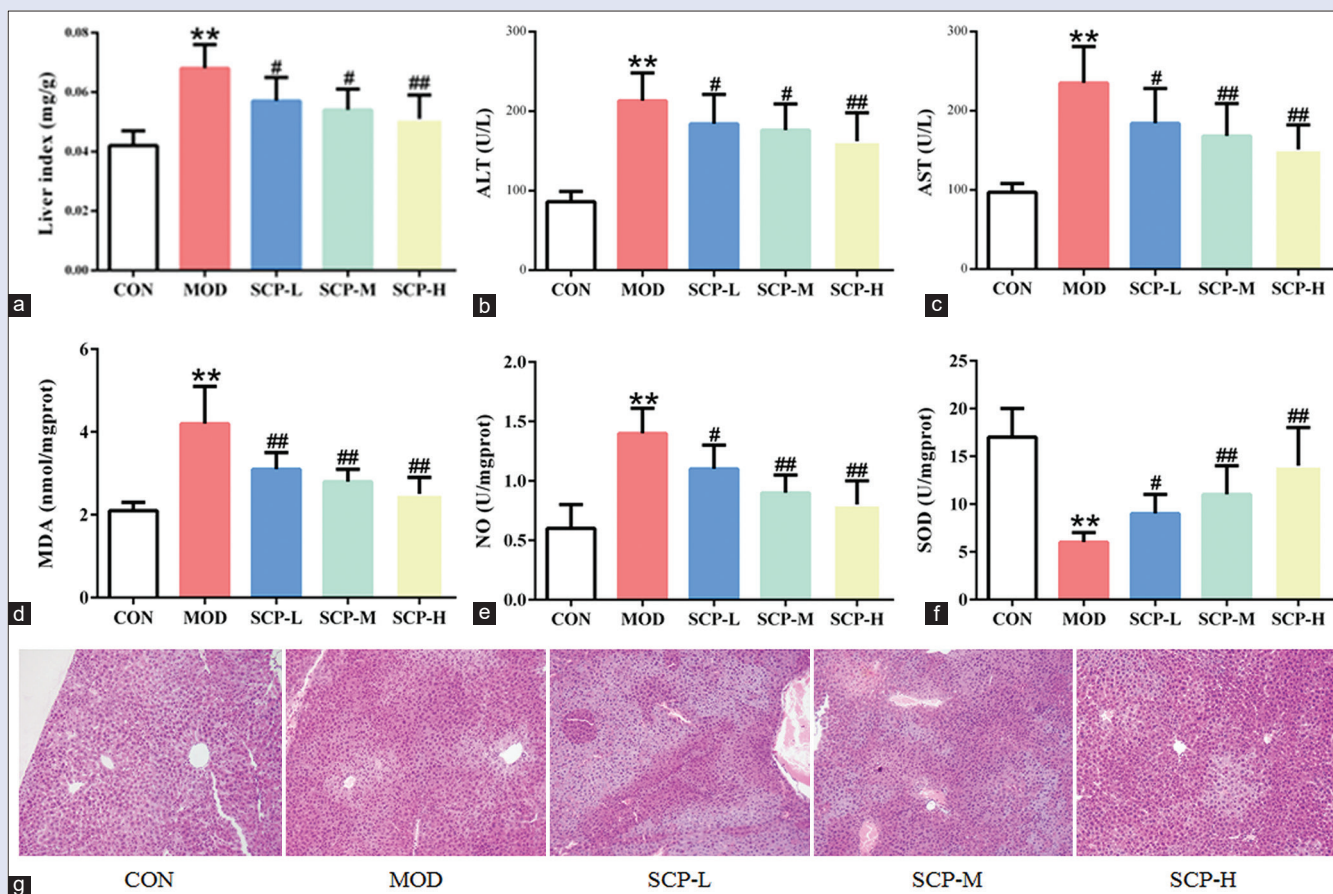 0.08
0.06
0.04
0.02
0.00
Liver index (mg/g)
**
#
#
##
CON MOD SCP-L SCP-M SCP-H
a
300
200
100
0
ALT (U/L)
**
#
#
##
CON MOD SCP-L SCP-M SCP-H
b
300
200
100
0
AST (U/L)
**
#
##
##
CON MOD SCP-L SCP-M SCP-H
c
6
4
2
0
MDA (nmol/mgprot)
**
##
##
##
CON MOD SCP-L SCP-M SCP-H
d
2.0
1.5
1.0
0.5
0.0
NO (U/mgprot)
**
#
##
##
CON MOD SCP-L SCP-M SCP-H
e
25
20
15
10
5
0
SOD (U/mgprot)
**
#
##
##
CON MOD SCP-L SCP-M SCP-H
f
g
CON MOD SCP-L SCP-M SCP-H